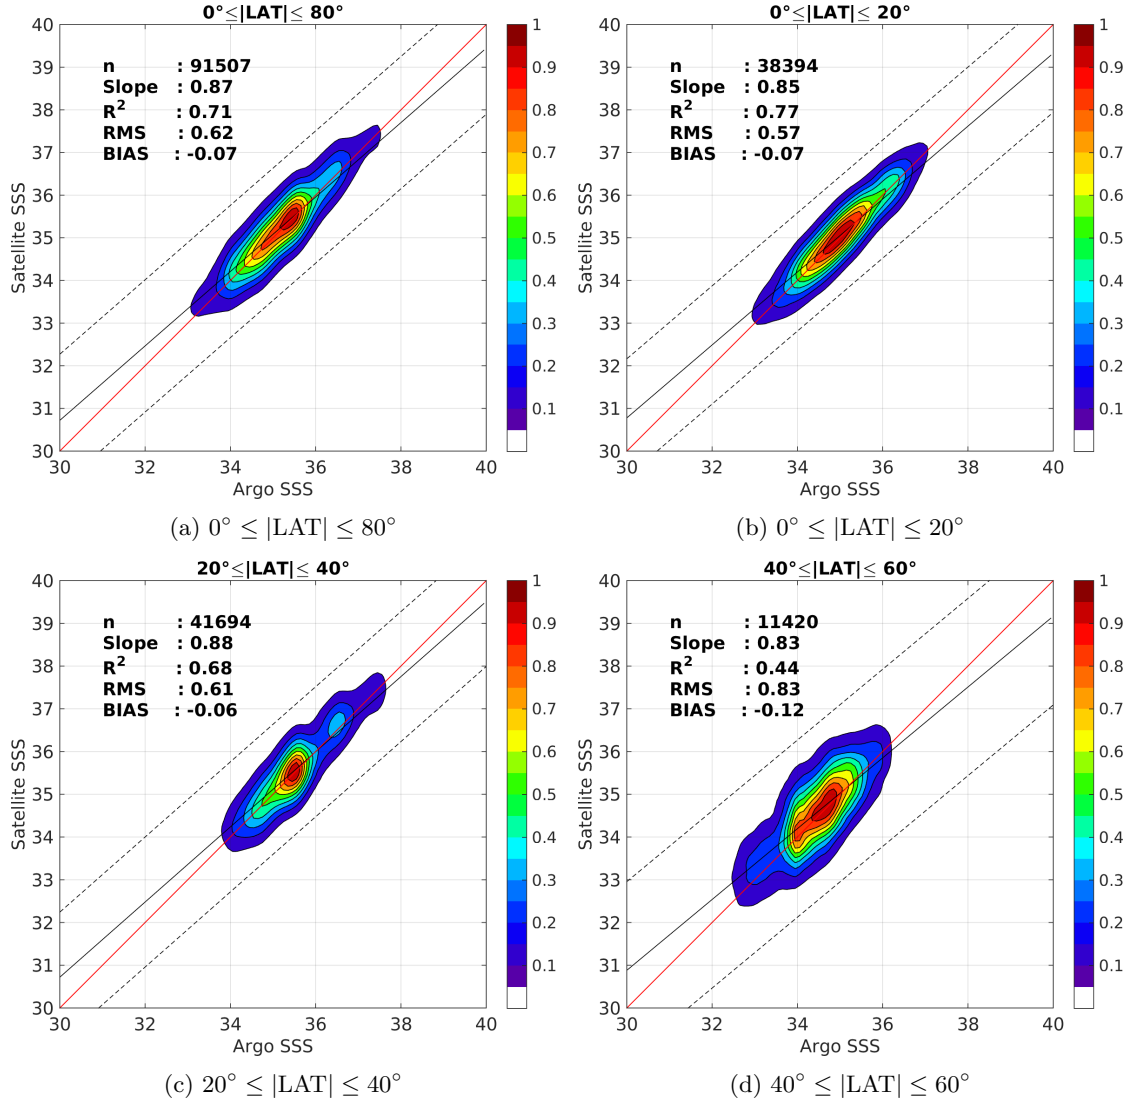 0°≤|LAT|≤ 80°
n : 91507
Slope : 0.87
R² : 0.71
RMS : 0.62
BIAS : -0.07
40
39
38
37
36
35
34
33
32
31
30
Satellite SSS
30 32 34 36 38 40
Argo SSS
1
0.9
0.8
0.7
0.6
0.5
0.4
0.3
0.2
0.1
(a) 0° ≤ |LAT| ≤ 80°
0°≤|LAT|≤ 20°
n : 38394
Slope : 0.85
R² : 0.77
RMS : 0.57
BIAS : -0.07
40
39
38
37
36
35
34
33
32
31
30
Satellite SSS
30 32 34 36 38 40
Argo SSS
1
0.9
0.8
0.7
0.6
0.5
0.4
0.3
0.2
0.1
(b) 0° ≤ |LAT| ≤ 20°
20°≤|LAT|≤ 40°
n : 41694
Slope : 0.88
R² : 0.68
RMS : 0.61
BIAS : -0.06
40
39
38
37
36
35
34
33
32
31
30
Satellite SSS
30 32 34 36 38 40
Argo SSS
1
0.9
0.8
0.7
0.6
0.5
0.4
0.3
0.2
0.1
(c) 20° ≤ |LAT| ≤ 40°
40°≤|LAT|≤ 60°
n : 11420
Slope : 0.83
R² : 0.44
RMS : 0.83
BIAS : -0.12
40
39
38
37
36
35
34
33
32
31
30
Satellite SSS
30 32 34 36 38 40
Argo SSS
1
0.9
0.8
0.7
0.6
0.5
0.4
0.3
0.2
0.1
(d) 40° ≤ |LAT| ≤ 60°